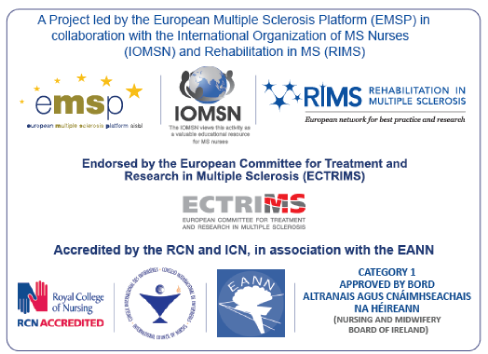 A Project led by the European Multiple Sclerosis Platform (EMSP) in
collaboration with the International Organization of MS Nurses
(IOMSN) and Rehabilitation in MS (RIMS)
emsp
european multiple sclerosis platform aisbl
IOMSN
The IOMSN views this activity as
a valuable educational resource
for MS nurses
RIMS
REHABILITATION IN
MULTIPLE SCLEROSIS
European network for best practice and research
Endorsed by the European Committee for Treatment and
Research in Multiple Sclerosis (ECTRIMS)
ECTRIMS
EUROPEAN COMMITTEE FOR TREATMENT
AND RESEARCH IN MULTIPLE SCLEROSIS
Accredited by the RCN and ICN, in association with the EANN
Royal College
of Nursing
RCN ACCREDITED
EANN
CATEGORY 1
APPROVED BY BORD
ALTRANAIS AGUS CNÁIMHSEACHAIS
NA HÉIREANN
(NURSING AND MIDWIFERY
BOARD OF IRELAND)